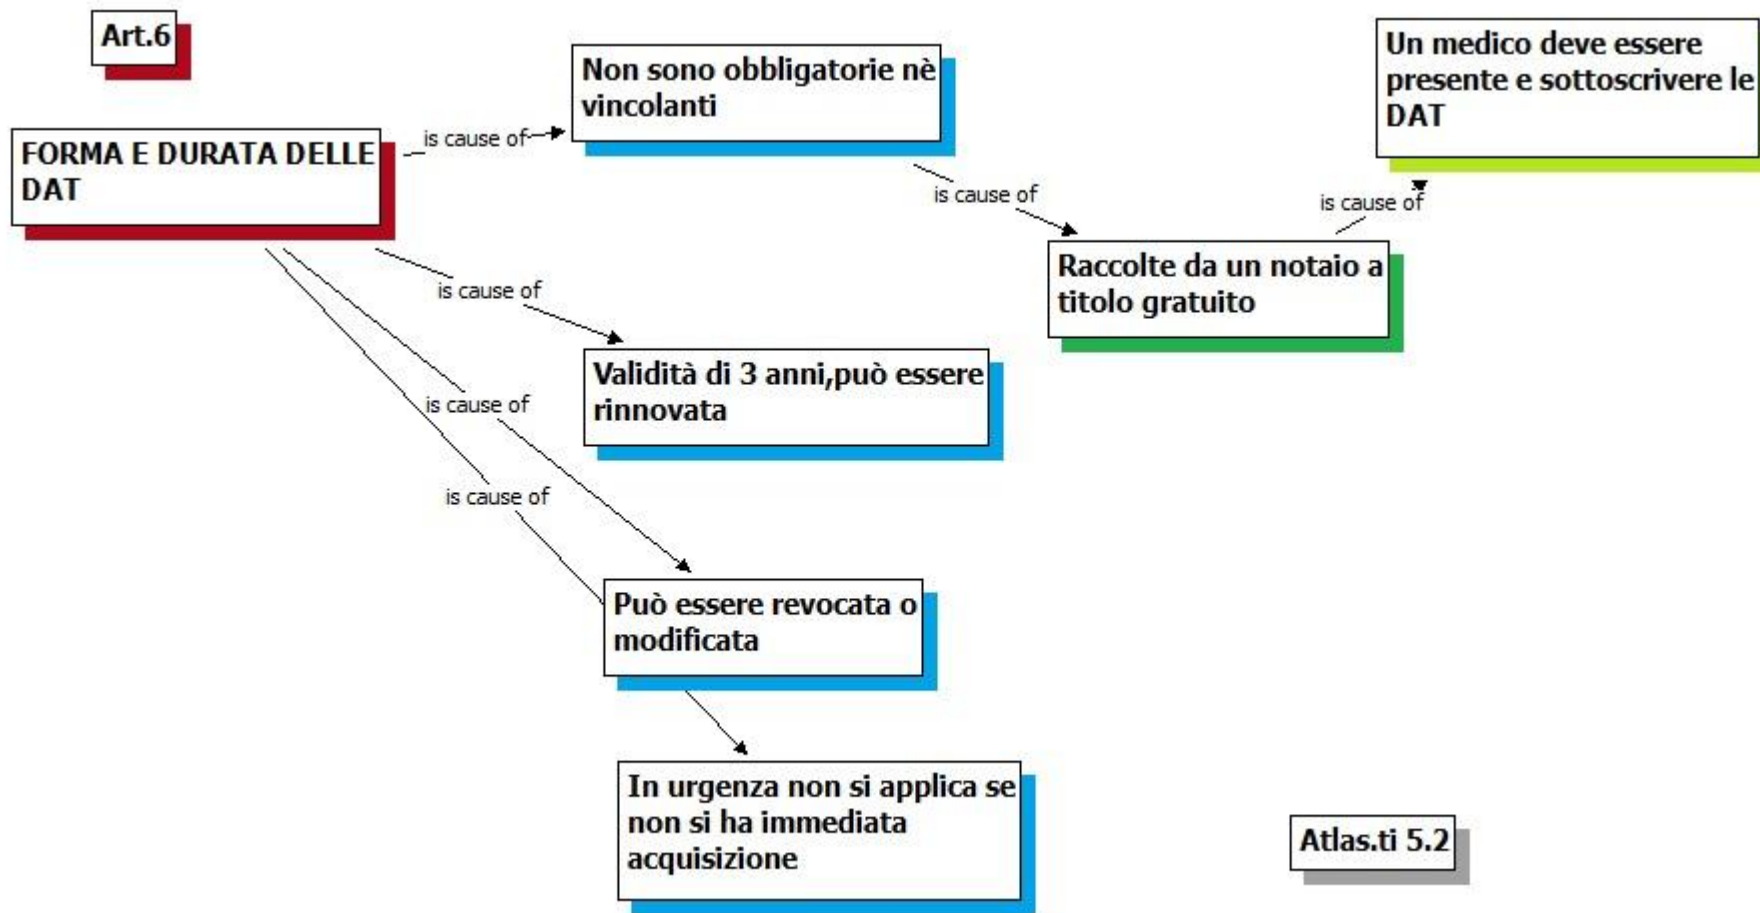 Art.6
FORMA E DURATA DELLE
DAT
is cause of
Non sono obbligatorie nè
vincolanti
is cause of
Raccolte da un notaio a
titolo gratuito
is cause of
Un medico deve essere
presente e sottoscrivere le
DAT
is cause of
Validità di 3 anni,può essere
rinnovata
is cause of
Può essere revocata o
modificata
is cause of
In urgenza non si applica se
non si ha immediata
acquisizione
Atlas.ti 5.2